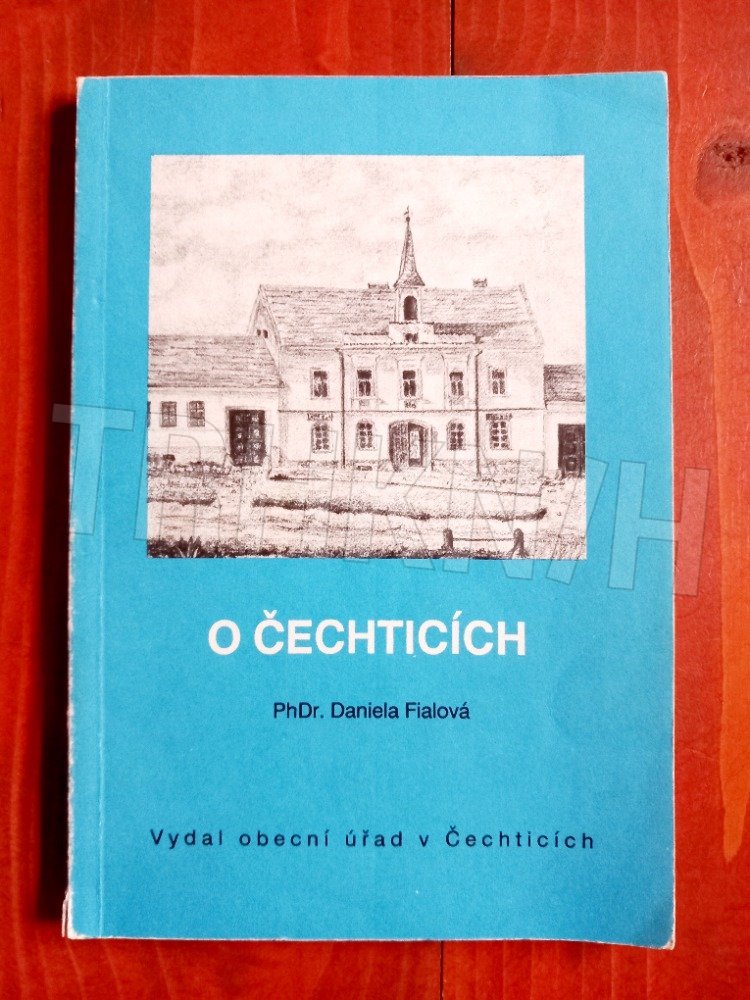 O ČECHTICÍCH
PhDr. Daniela Fialová
Vydal obecní úřad v Čechticích